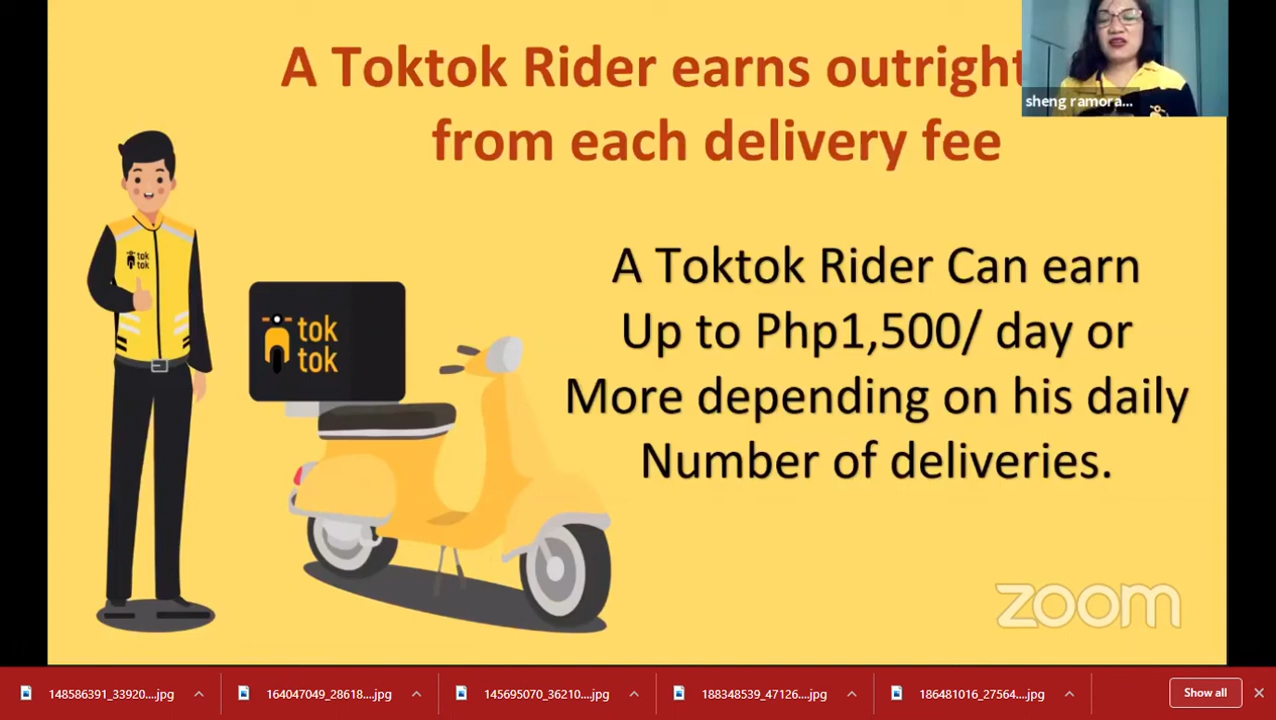 A Toktok Rider earns outright
from each delivery fee
sheng ramora...
tok
tok
tok
tok
A Toktok Rider Can earn
Up to Php1,500/ day or
More depending on his daily
Number of deliveries.
zoom
148586391_33920....jpg
164047049_28618....jpg
145695070_36210....jpg
188348539_47126....jpg
186481016_27564....jpg
Show all